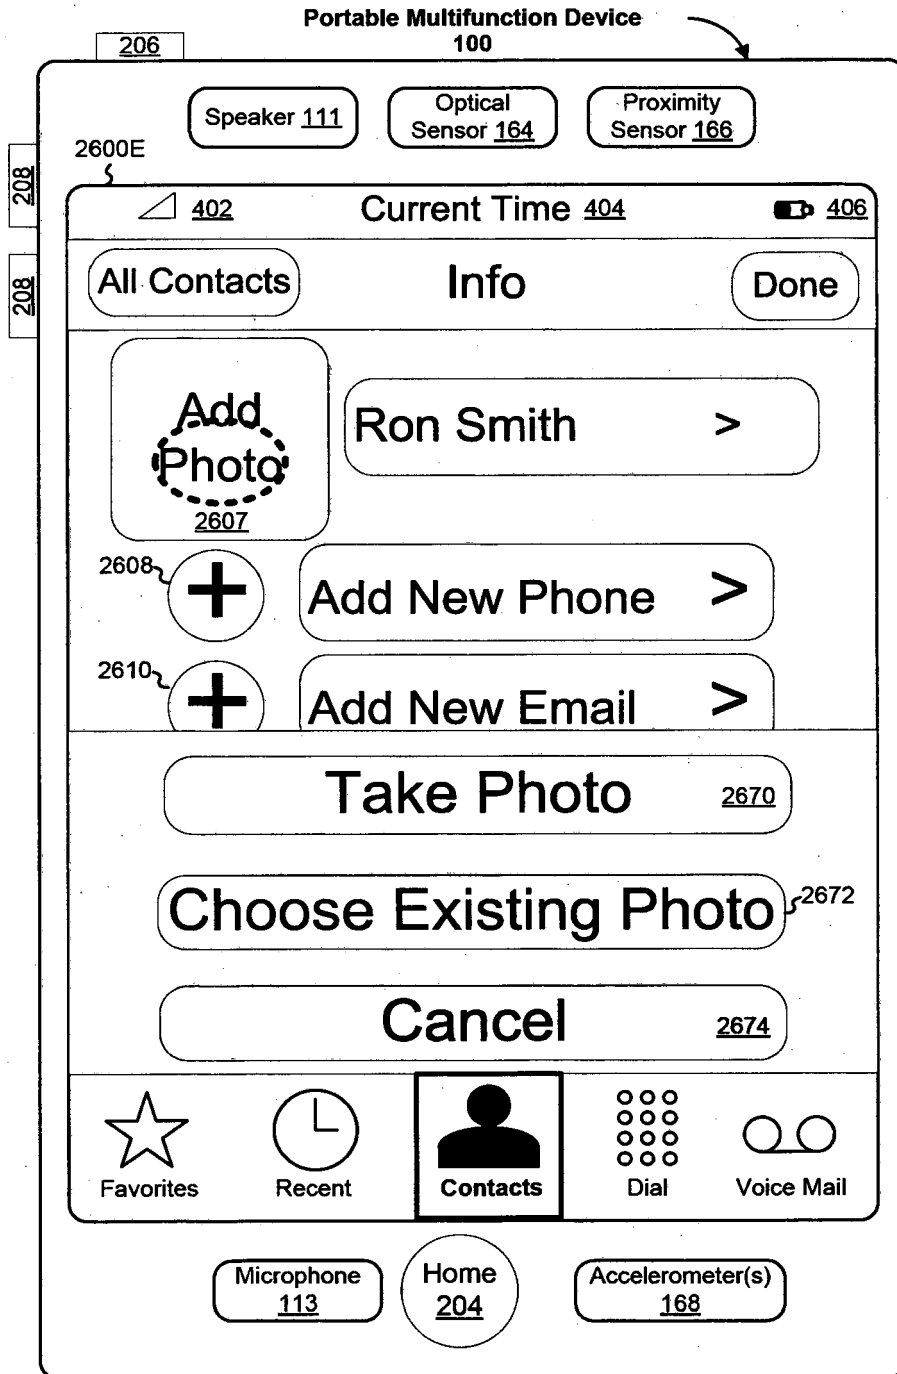 Portable Multifunction Device
100
206
Speaker 111
Optical
Sensor 164
Proximity
Sensor 166
2600E
208
402
Current Time 404
406
208
All Contacts
Info
Done
Add
Photo
2607
Ron Smith >
2608
+
Add New Phone >
2610
+
Add New Email >
Take Photo 2670
Choose Existing Photo 2672
Cancel 2674
Favorites
Recent
Contacts
Dial
Voice Mail
Microphone
113
Home
204
Accelerometer(s)
168